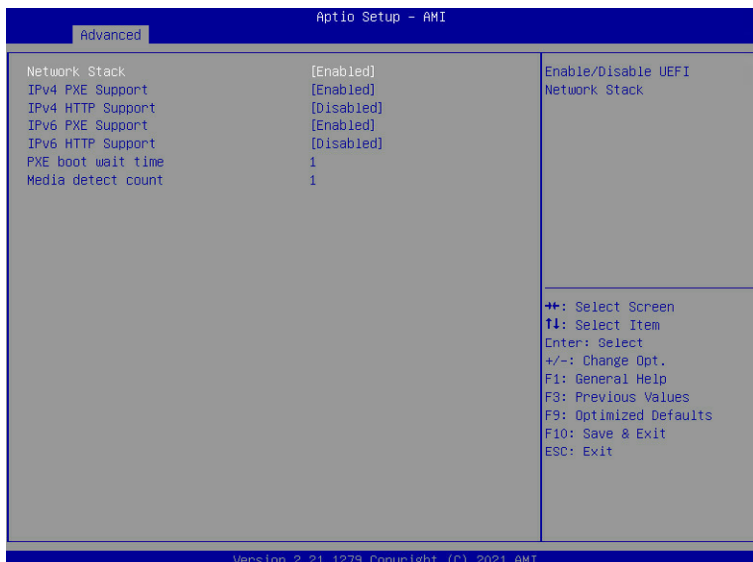 Aptio Setup – AMI
Advanced
Network Stack [Enabled]
IPv4 PXE Support [Enabled]
IPv4 HTTP Support [Disabled]
IPv6 PXE Support [Enabled]
IPv6 HTTP Support [Disabled]
PXE boot wait time 1
Media detect count 1
Enable/Disable UEFI
Network Stack
→←: Select Screen
↑↓: Select Item
Enter: Select
+/-: Change Opt.
F1: General Help
F3: Previous Values
F9: Optimized Defaults
F10: Save & Exit
ESC: Exit
Version 2.21.1279 Copyright (C) 2021 AMI